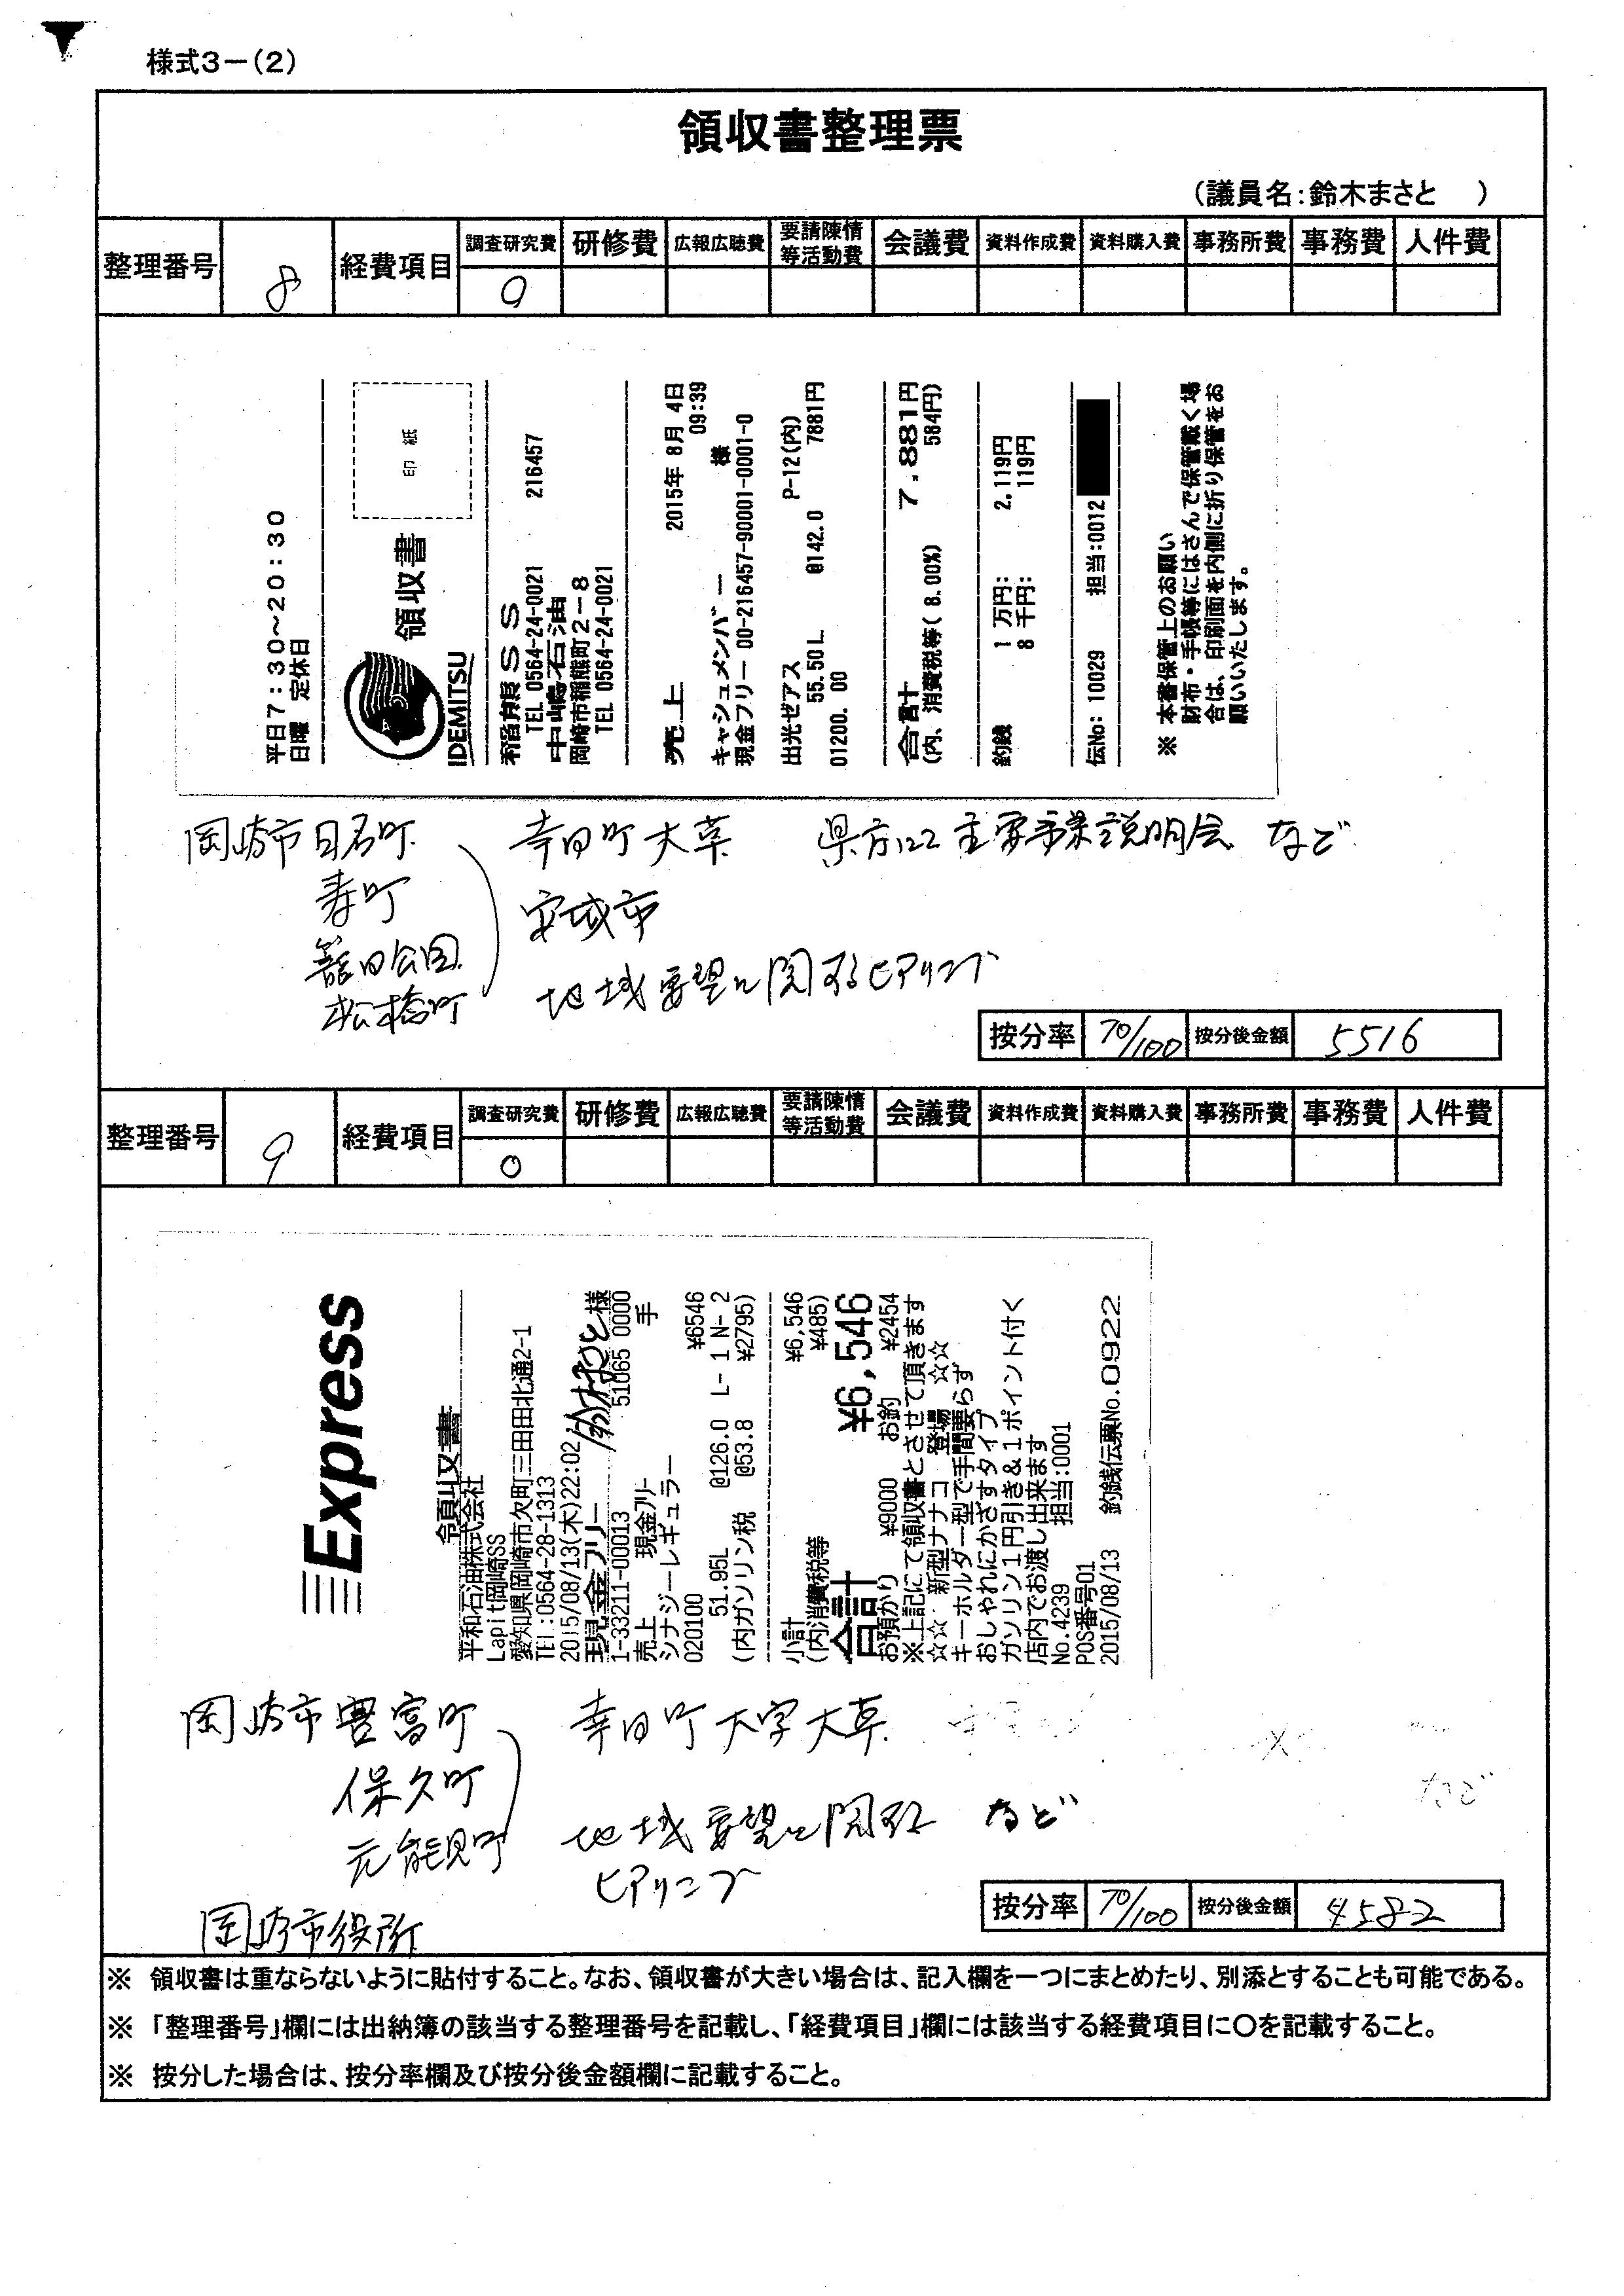 様式3－(2)
領収書整理票
(議員名：鈴木まさと　)
整理番号 8 経費項目 調査研究費 研修費 広報広聴費 要請陳情等活動費 会議費 資料作成費 資料購入費 事務所費 事務費 人件費
○
平日7:30～20:30
日曜 定休日
IDEMITSU 領収書 印紙
稲熊SS 216457
TEL 0564-24-0021
中嶋石油
岡崎市稲熊町2-8
TEL 0564-24-0021
売上 2015年 8月 4日
09:39
キャッシュメンバー 様
現金フリー 00-216457-90001-0001-0
出光ゼアス P-12(内)
55.50L @142.0 7881円
01200. 00
合計 7,881円
(内、消費税等( 8.00%) 584円)
釣銭 1万円: 2,119円
8千円: 119円
伝No: 10029 担当:0012
※ 本書保管上のお願い
財布・手帳等にはさんで保管戴く場
合は、印刷面を内側に折り保管をお
願いいたします。
岡崎市日名町 幸田町大草 県庁にて主要事業説明会 など
寿町 安城市
籠田公園
松橋町 地域要望に関するヒアリング
按分率 70/100 按分後金額 5516
整理番号 9 経費項目 調査研究費 研修費 広報広聴費 要請陳情等活動費 会議費 資料作成費 資料購入費 事務所費 事務費 人件費
○
Express
領収書
平和石油株式会社
Lapit岡崎SS
愛知県岡崎市欠町三田田北通2-1
TEL:0564-28-1313
2015/08/13(木)22:02
現金フリー 鈴木まさと様
1-33211-00013 51065 0000
売上 現金フリー 手
シナジーレギュラー
020100 ¥6546
51.95L @126.0 L- 1 N- 2
(内ガソリン税 @53.8 ¥2795)
小計 ¥6,546
(内消費税等 ¥485)
合計 ¥6,546
お預かり ¥9000 お釣 ¥2454
※上記にて領収書とさせて頂きます
☆☆☆ 新型ナナコ 登場 ☆☆☆
キーホルダー型で手間要らず
おしゃれにかざすタイプ
ガソリン1円引き&1ポイント付く
店内でお渡し出来ます
No.4239 担当:0001
POS番号01
2015/08/13 釣銭伝票No.0922
岡崎市豊富町 幸田町大字大草
保久町 など
元能見町 地域要望に関する など
ヒアリング
岡崎市役所
按分率 70/100 按分後金額 4582
※ 領収書は重ならないように貼付すること。なお、領収書が大きい場合は、記入欄を一つにまとめたり、別添とすることも可能である。
※ 「整理番号」欄には出納簿の該当する整理番号を記載し、「経費項目」欄には該当する経費項目に○を記載すること。
※ 按分した場合は、按分率欄及び按分後金額欄に記載すること。